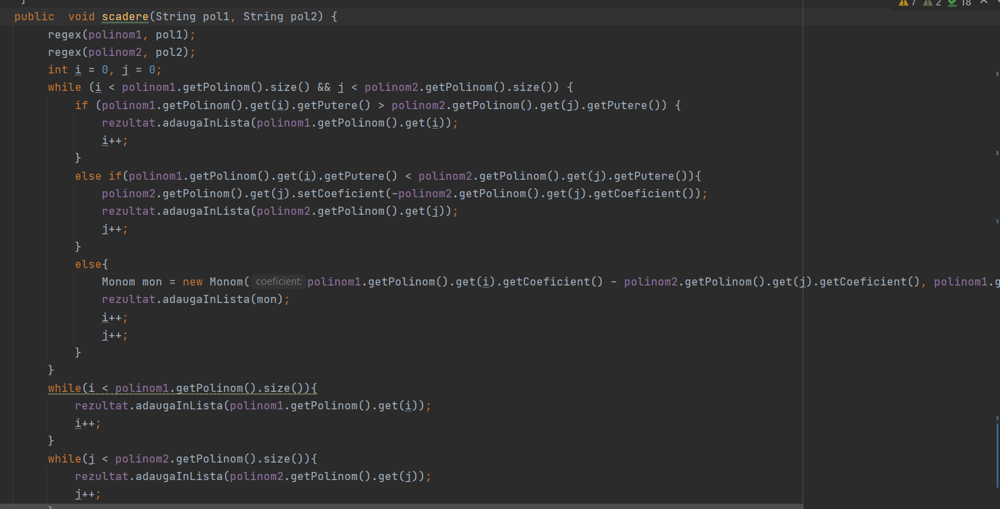 }
7 2 18
public  void scadere(String pol1, String pol2) {
regex(polinom1, pol1);
regex(polinom2, pol2);
int i = 0, j = 0;
while (i < polinom1.getPolinom().size() && j < polinom2.getPolinom().size()) {
if (polinom1.getPolinom().get(i).getPutere() > polinom2.getPolinom().get(j).getPutere()) {
rezultat.adaugaInLista(polinom1.getPolinom().get(i));
i++;
}
else if(polinom1.getPolinom().get(i).getPutere() < polinom2.getPolinom().get(j).getPutere()){
polinom2.getPolinom().get(j).setCoeficient(-polinom2.getPolinom().get(j).getCoeficient());
rezultat.adaugaInLista(polinom2.getPolinom().get(j));
j++;
}
else{
Monom mon = new Monom( coeficient: polinom1.getPolinom().get(i).getCoeficient() - polinom2.getPolinom().get(j).getCoeficient(), polinom1.g
rezultat.adaugaInLista(mon);
i++;
j++;
}
}
while(i < polinom1.getPolinom().size()){
rezultat.adaugaInLista(polinom1.getPolinom().get(i));
i++;
}
while(j < polinom2.getPolinom().size()){
rezultat.adaugaInLista(polinom2.getPolinom().get(j));
j++;
}